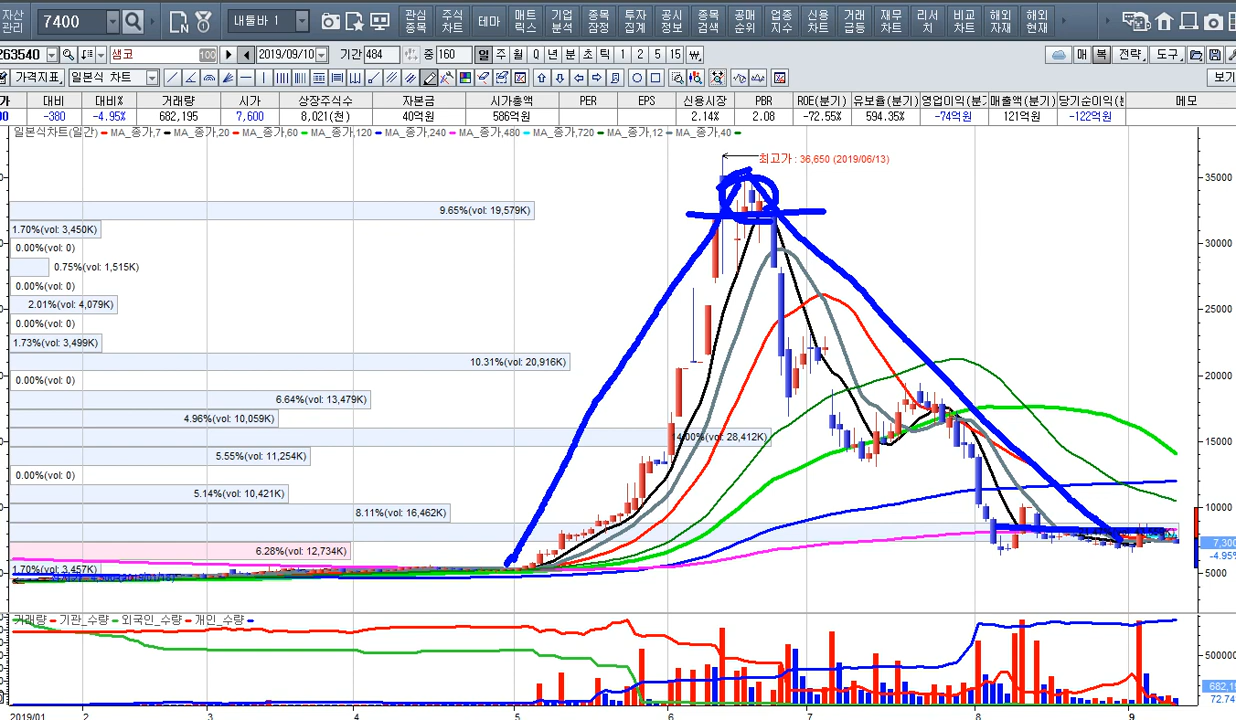 자산 관리 7400 내툴바 1 관심 종목 주식 차트 테마 매트 릭스 기업 분석 종목 잠정 투자 집계 공시 정보 종목 검색 공매 순위 업종 지수 신용 차트 거래 급등 재무 차트 리서 치 비교 차트 해외 자재 해외 현재
263540 샘코 100 2019/09/10 기간 484 중 160 일 주 월 Q 년 분 초 틱 1 2 5 15 매 복 전략 도구
가격지표 일본식 차트 보기
가 대비 대비% 거래량 시가 상장주식수 자본금 시가총액 PER EPS 신용시장 PBR ROE(분기) 유보율(분기) 영업이익(분기 매출액(분기) 당기순이익(분 메모
00 -380 -4.95% 682,195 7,600 8,021(천) 40억원 586억원 2.14% 2.08 -72.55% 594.35% -74억원 121억원 -122억원
일본식차트(일간) MA_종가,7 MA_종가,20 MA_종가,60 MA_종가,120 MA_종가,240 MA_종가,480 MA_종가,720 MA_종가,12 MA_종가,40
최고가 : 36,650 (2019/06/13)
35000
9.65%(vol: 19,579K)
1.70%(vol: 3,450K)
0.00%(vol: 0)
30000
0.75%(vol: 1,515K)
0.00%(vol: 0)
2.01%(vol: 4,079K)
25000
0.00%(vol: 0)
1.73%(vol: 3,499K)
10.31%(vol: 20,916K)
20000
0.00%(vol: 0)
6.64%(vol: 13,479K)
4.96%(vol: 10,059K)
4.00%(vol: 28,412K)
15000
5.55%(vol: 11,254K)
0.00%(vol: 0)
5.14%(vol: 10,421K)
10000
8.11%(vol: 16,462K)
7,300
6.28%(vol: 12,734K)
-4.95%
1.70%(vol: 3,457K)
5000
거래량 기관_수량 외국인_수량 개인_수량
500000
682,19
72.74
2019/01 2 3 4 5 6 7 8 9